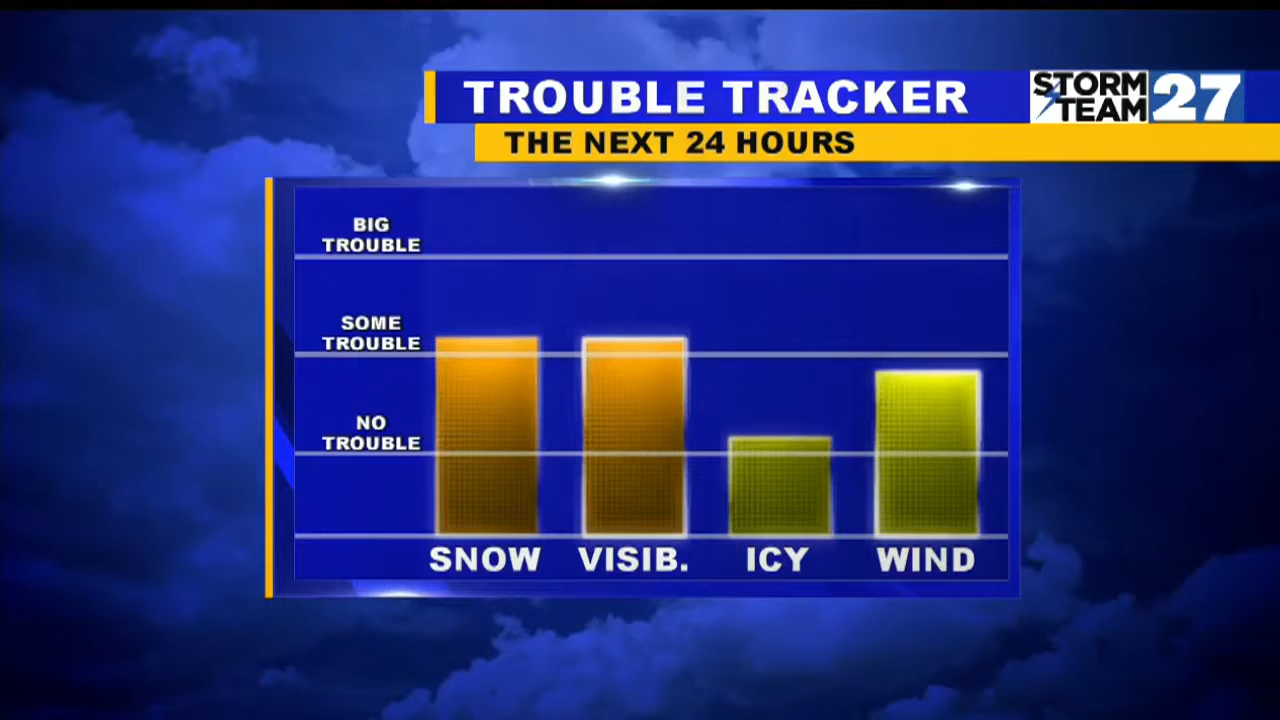 TROUBLE TRACKER
STORM
TEAM
27
THE NEXT 24 HOURS
BIG
TROUBLE
SOME
TROUBLE
NO
TROUBLE
SNOW VISIB. ICY WIND